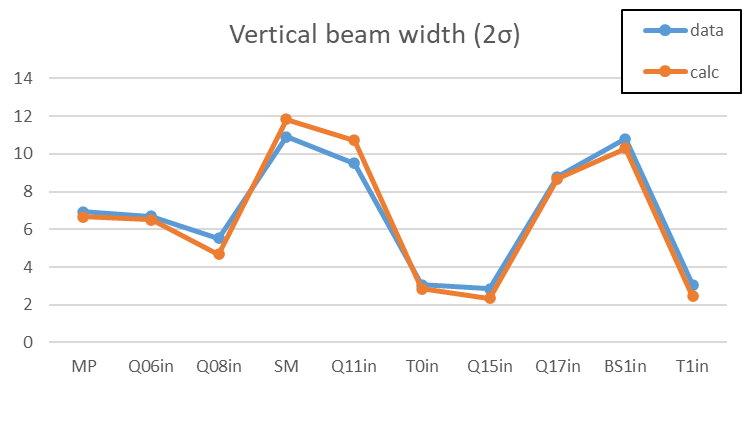 Vertical beam width (2σ)
data
calc
14
12
10
8
6
4
2
0
MP Q06in Q08in SM Q11in T0in Q15in Q17in BS1in T1in